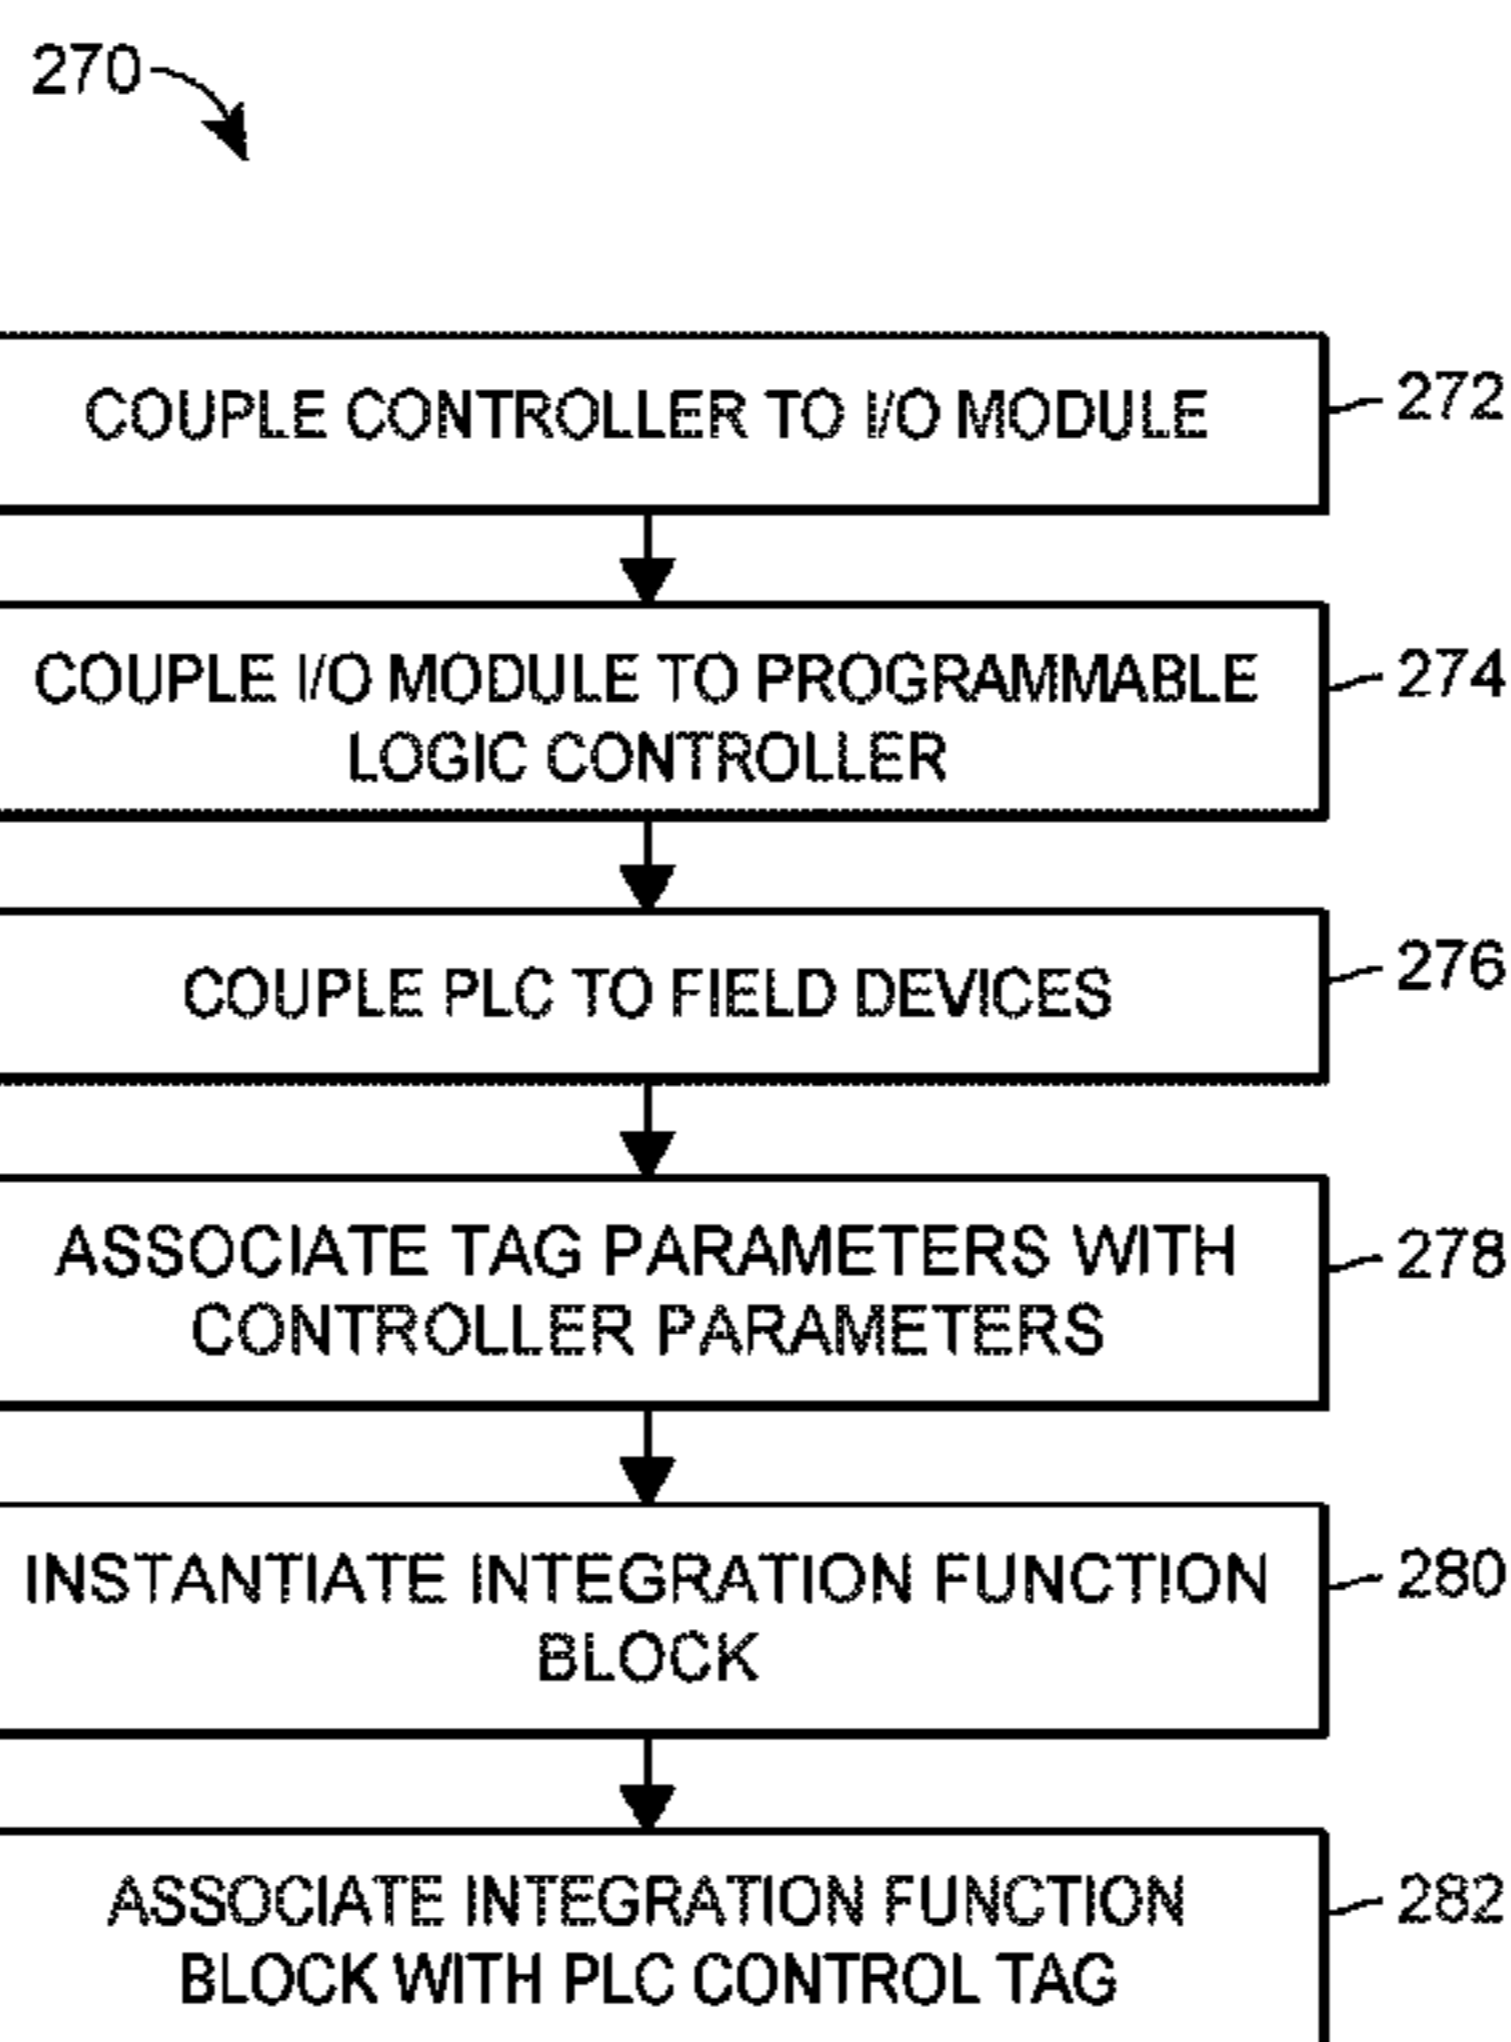 270
COUPLE CONTROLLER TO I/O MODULE
272
COUPLE I/O MODULE TO PROGRAMMABLE
LOGIC CONTROLLER
274
COUPLE PLC TO FIELD DEVICES
276
ASSOCIATE TAG PARAMETERS WITH
CONTROLLER PARAMETERS
278
INSTANTIATE INTEGRATION FUNCTION
BLOCK
280
ASSOCIATE INTEGRATION FUNCTION
BLOCK WITH PLC CONTROL TAG
282